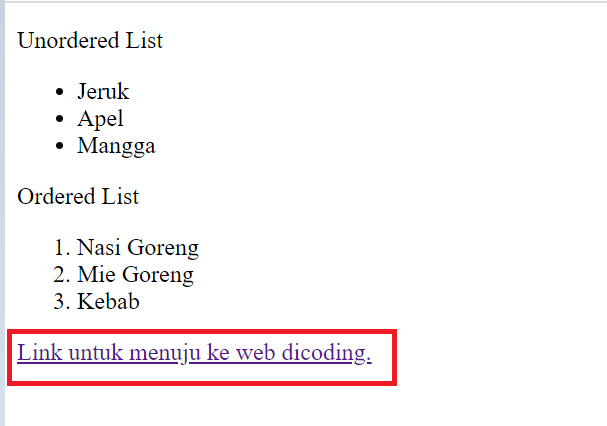 Unordered List
• Jeruk
• Apel
• Mangga
Ordered List
1. Nasi Goreng
2. Mie Goreng
3. Kebab
Link untuk menuju ke web dicoding.